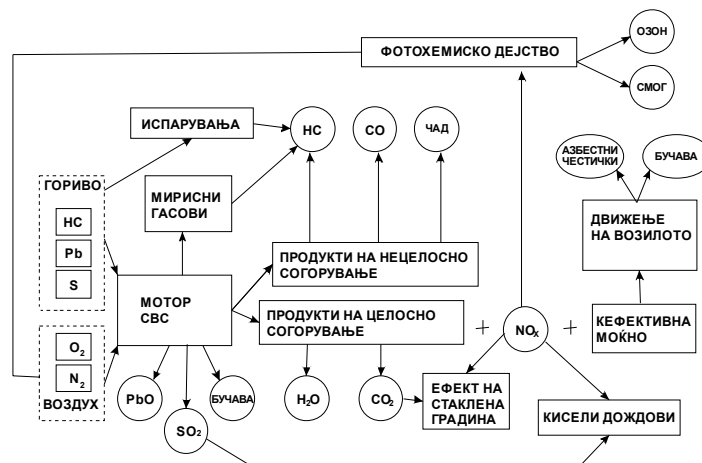 ФОТОХЕМИСКО ДЕЈСТВО
ОЗОН
СМОГ
ИСПАРУВАЊА
HC
CO
ЧАД
АЗБЕСТНИ
ЧЕСТИЧКИ
БУЧАВА
ГОРИВО
HC
Pb
S
МИРИСНИ
ГАСОВИ
ДВИЖЕЊЕ
НА ВОЗИЛОТО
ПРОДУКТИ НА НЕЦЕЛОСНО
СОГОРУВАЊЕ
МОТОР
СВС
ПРОДУКТИ НА ЦЕЛОСНО
СОГОРУВАЊЕ
+
NOX
+
КЕФЕКТИВНА
МОЌНО
O2
N2
ВОЗДУХ
PbO
SO2
БУЧАВА
H2O
CO2
ЕФЕКТ НА
СТАКЛЕНА
ГРАДИНА
КИСЕЛИ ДОЖДОВИ